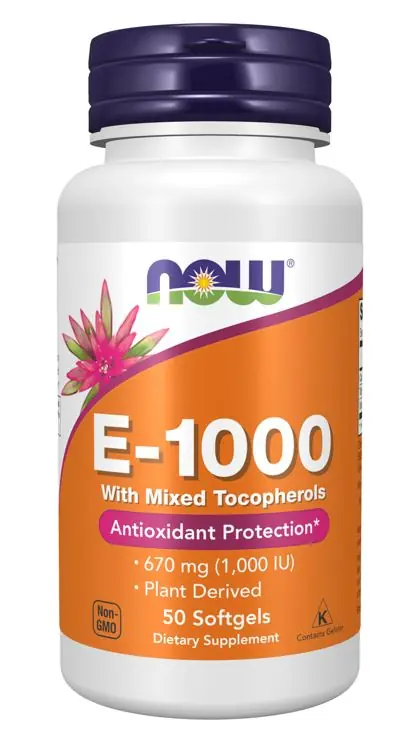 NOW®
E-1000
With Mixed Tocopherols
Antioxidant Protection*
• 670 mg (1,000 IU)
• Plant Derived
50 Softgels
Dietary Supplement
Non-
GMO
K
Contains Gelatin